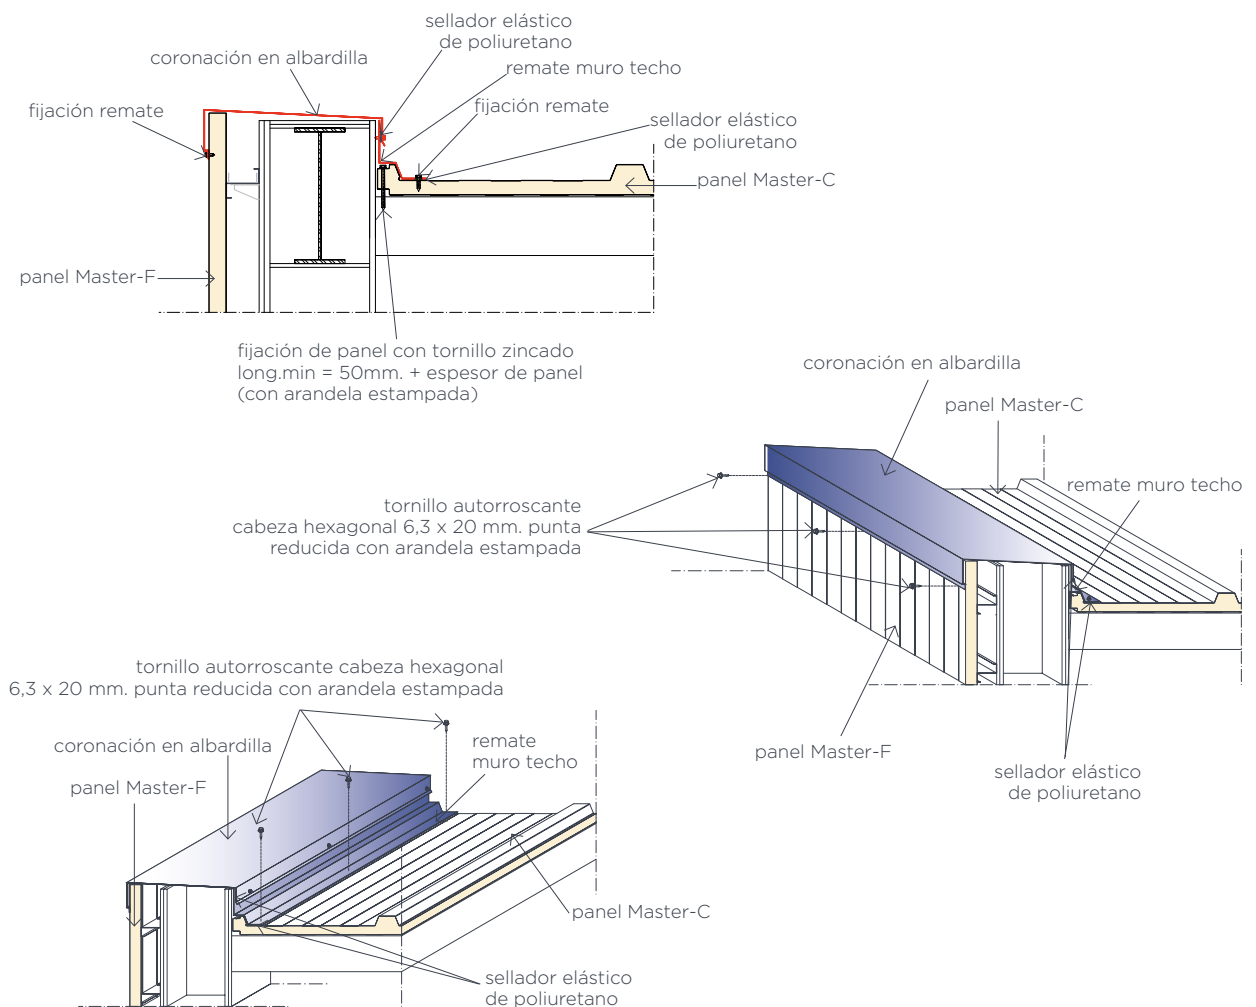 sellador elástico
de poliuretano
coronación en albardilla
remate muro techo
fijación remate
fijación remate
sellador elástico
de poliuretano
panel Master-C
panel Master-F
fijación de panel con tornillo zincado
long.min = 50mm. + espesor de panel
(con arandela estampada)
coronación en albardilla
panel Master-C
remate muro techo
tornillo autorroscante
cabeza hexagonal 6,3 x 20 mm. punta
reducida con arandela estampada
panel Master-F
sellador elástico
de poliuretano
tornillo autorroscante cabeza hexagonal
6,3 x 20 mm. punta reducida con arandela estampada
coronación en albardilla
remate
muro techo
panel Master-F
panel Master-C
sellador elástico
de poliuretano